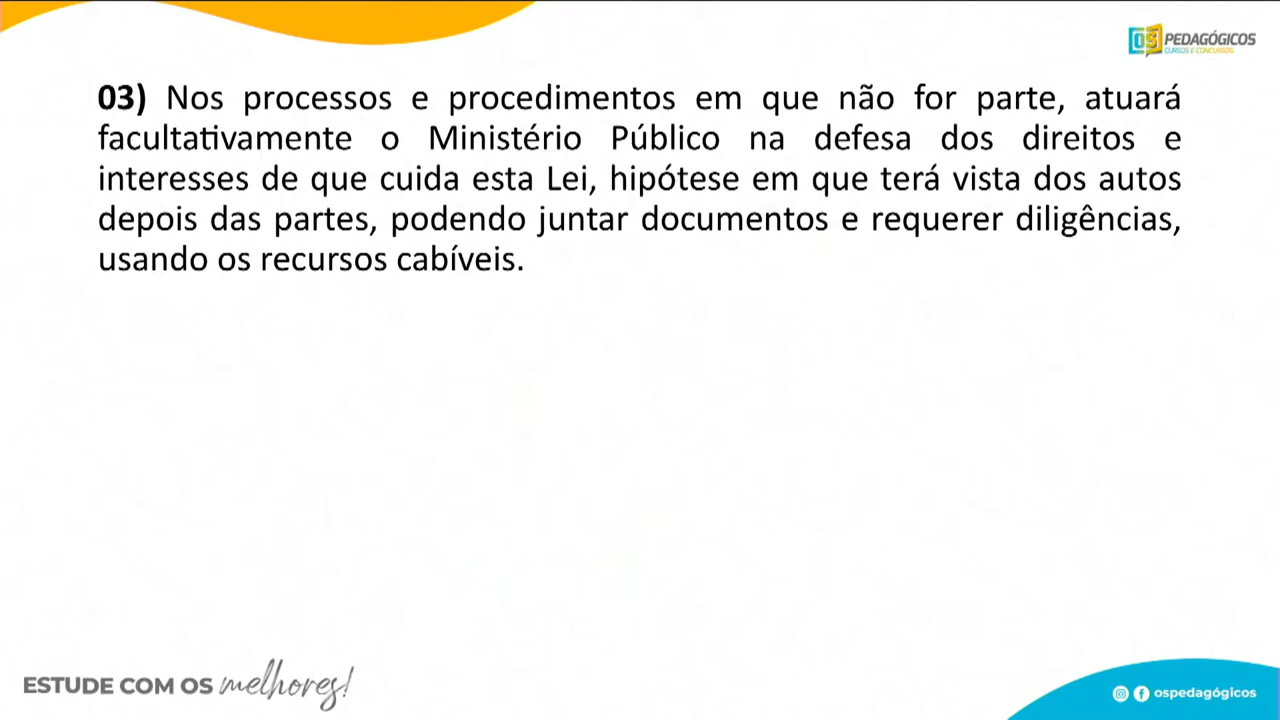 OS PEDAGÓGICOS
CURSOS E CONCURSOS
03) Nos processos e procedimentos em que não for parte, atuará
facultativamente o Ministério Público na defesa dos direitos e
interesses de que cuida esta Lei, hipótese em que terá vista dos autos
depois das partes, podendo juntar documentos e requerer diligências,
usando os recursos cabíveis.
ESTUDE COM OS melhores!
ospedagógicos